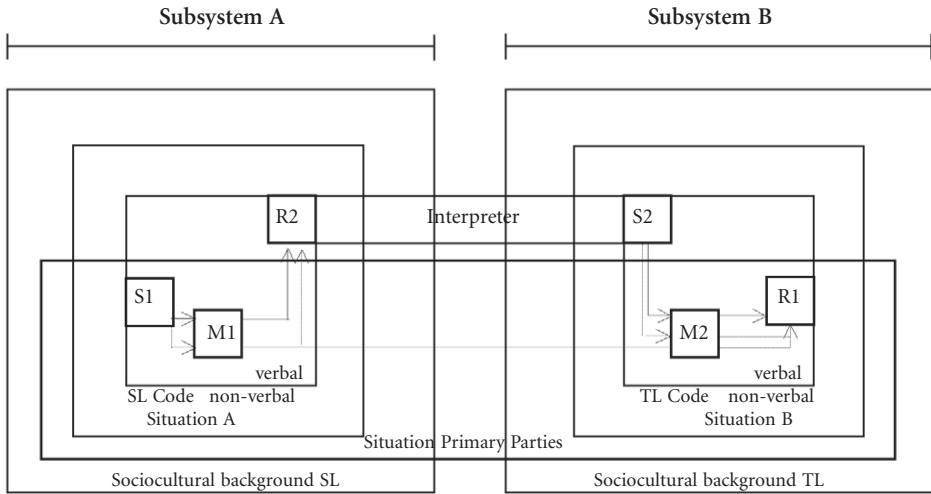 Subsystem A
Subsystem B
R2
Interpreter
S2
S1
R1
M1
M2
verbal
verbal
SL Code non-verbal
TL Code non-verbal
Situation A
Situation B
Situation Primary Parties
Sociocultural background SL
Sociocultural background TL